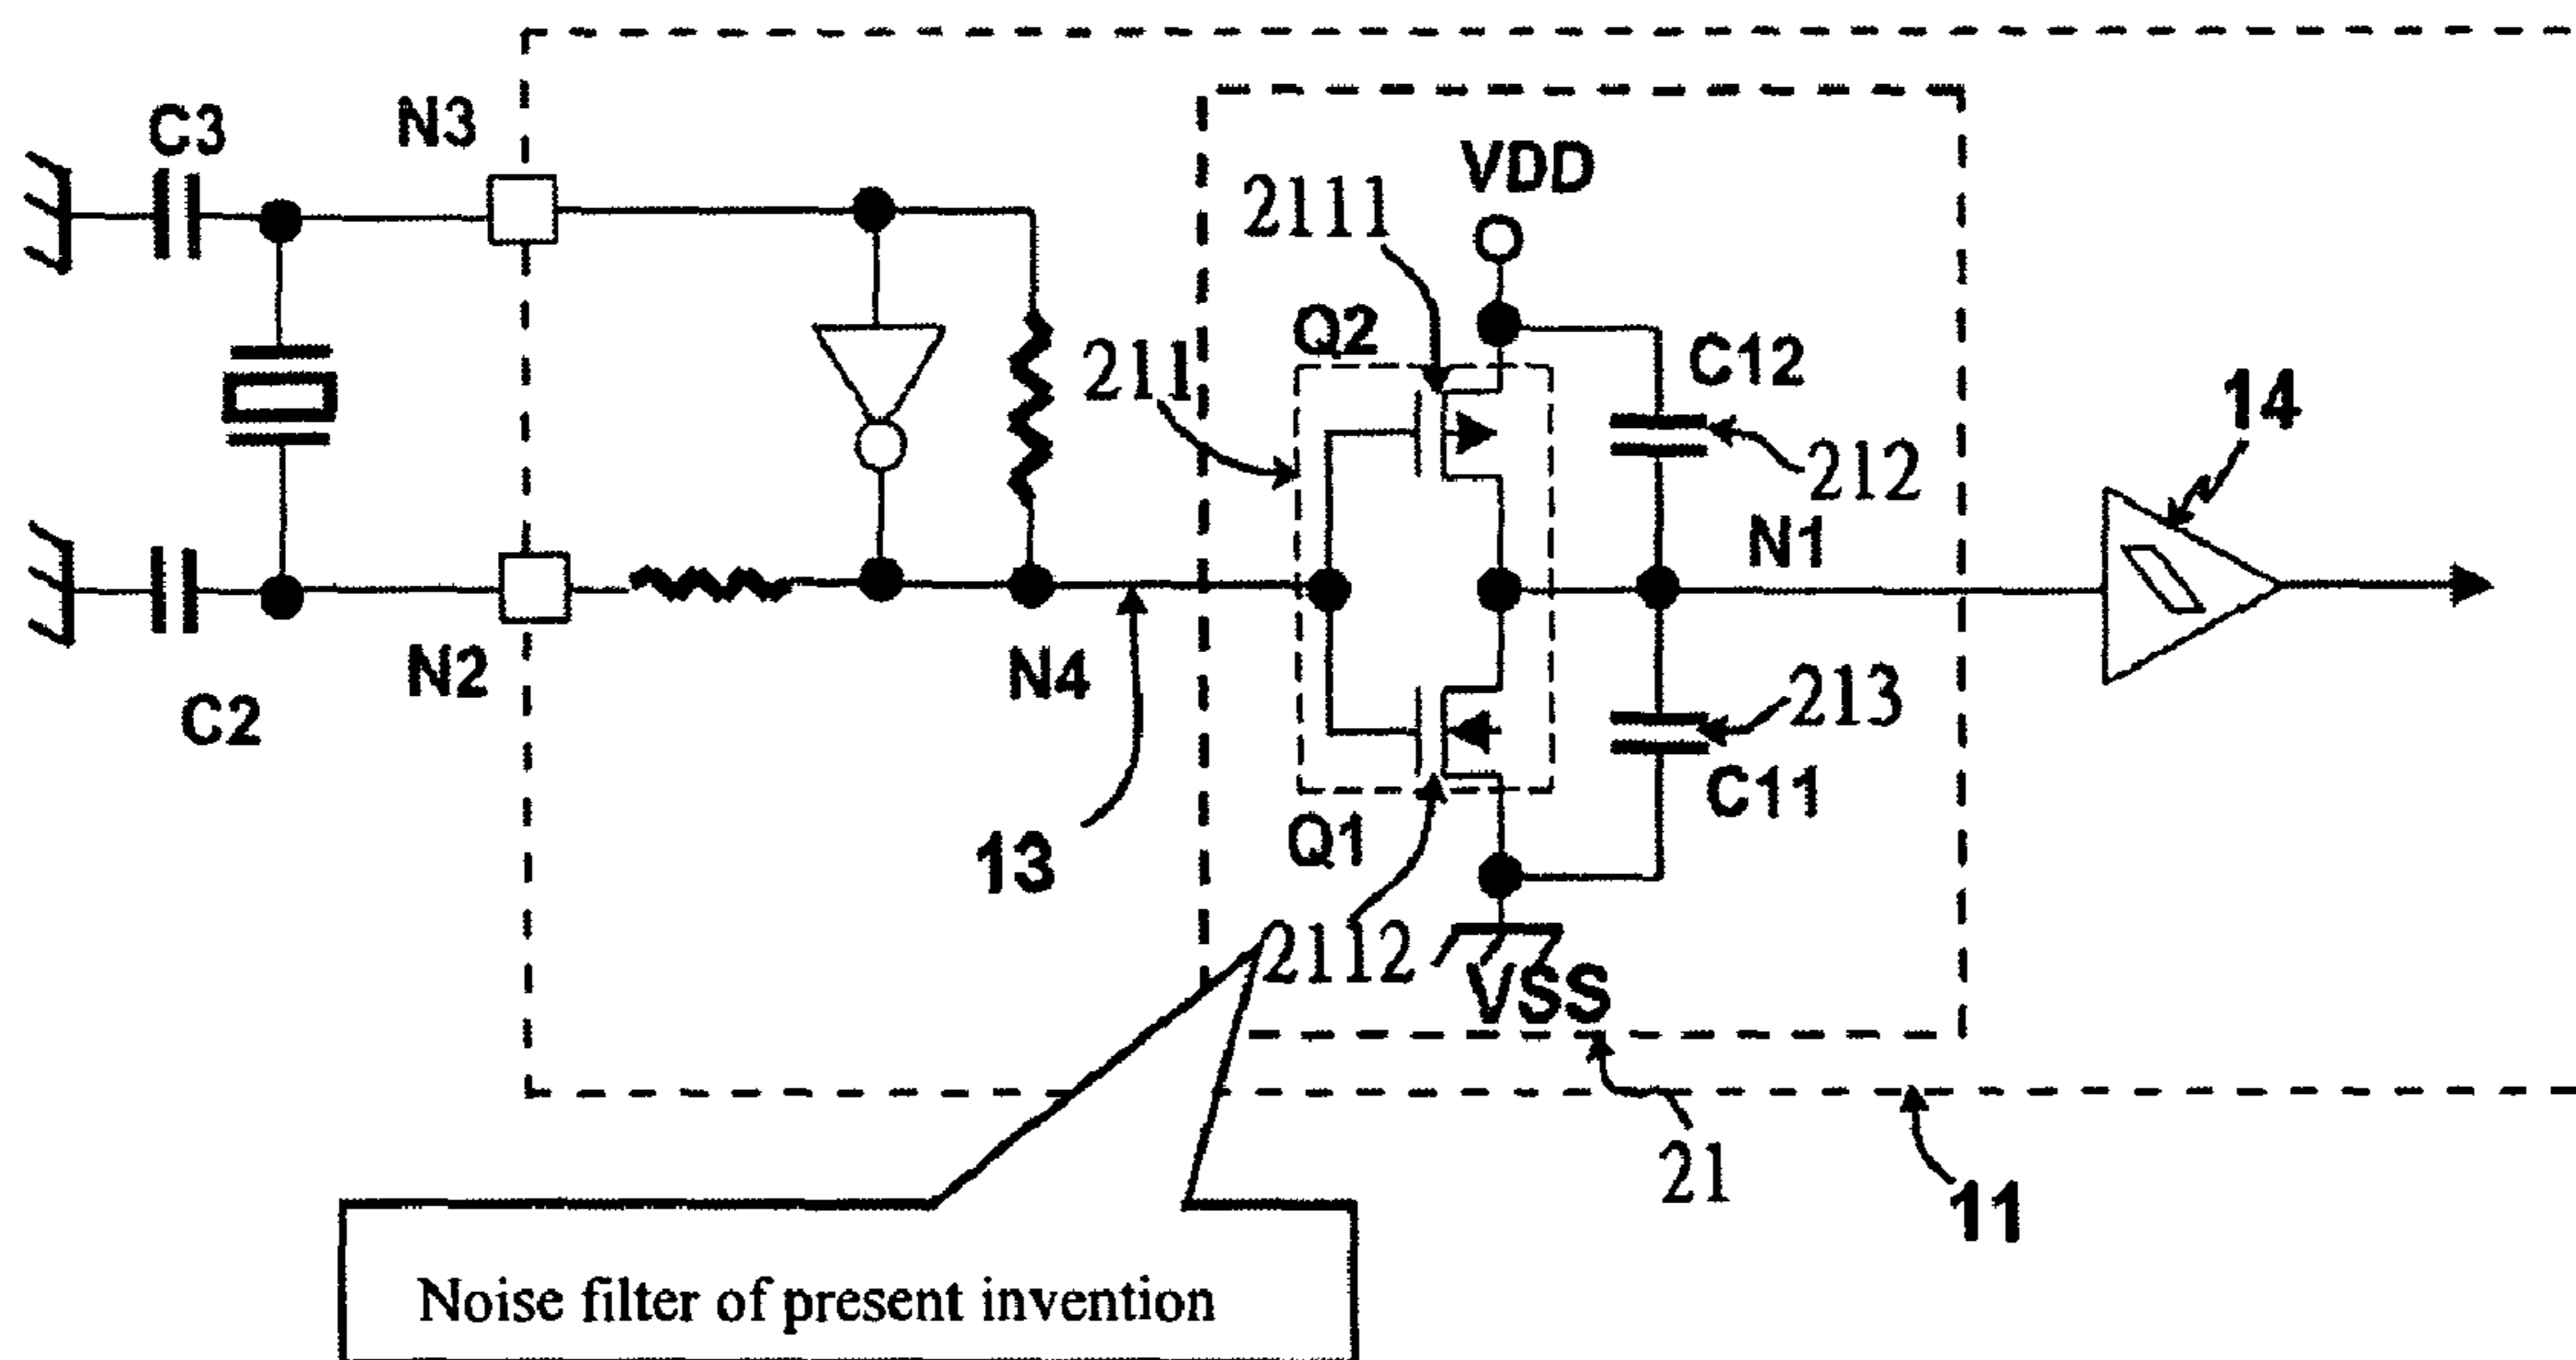 C3
N3
VDD
2111
Q2
211
C12
14
212
N1
N2
N4
C2
213
C11
13
Q1
2112
VSS
21
11
Noise filter of present invention